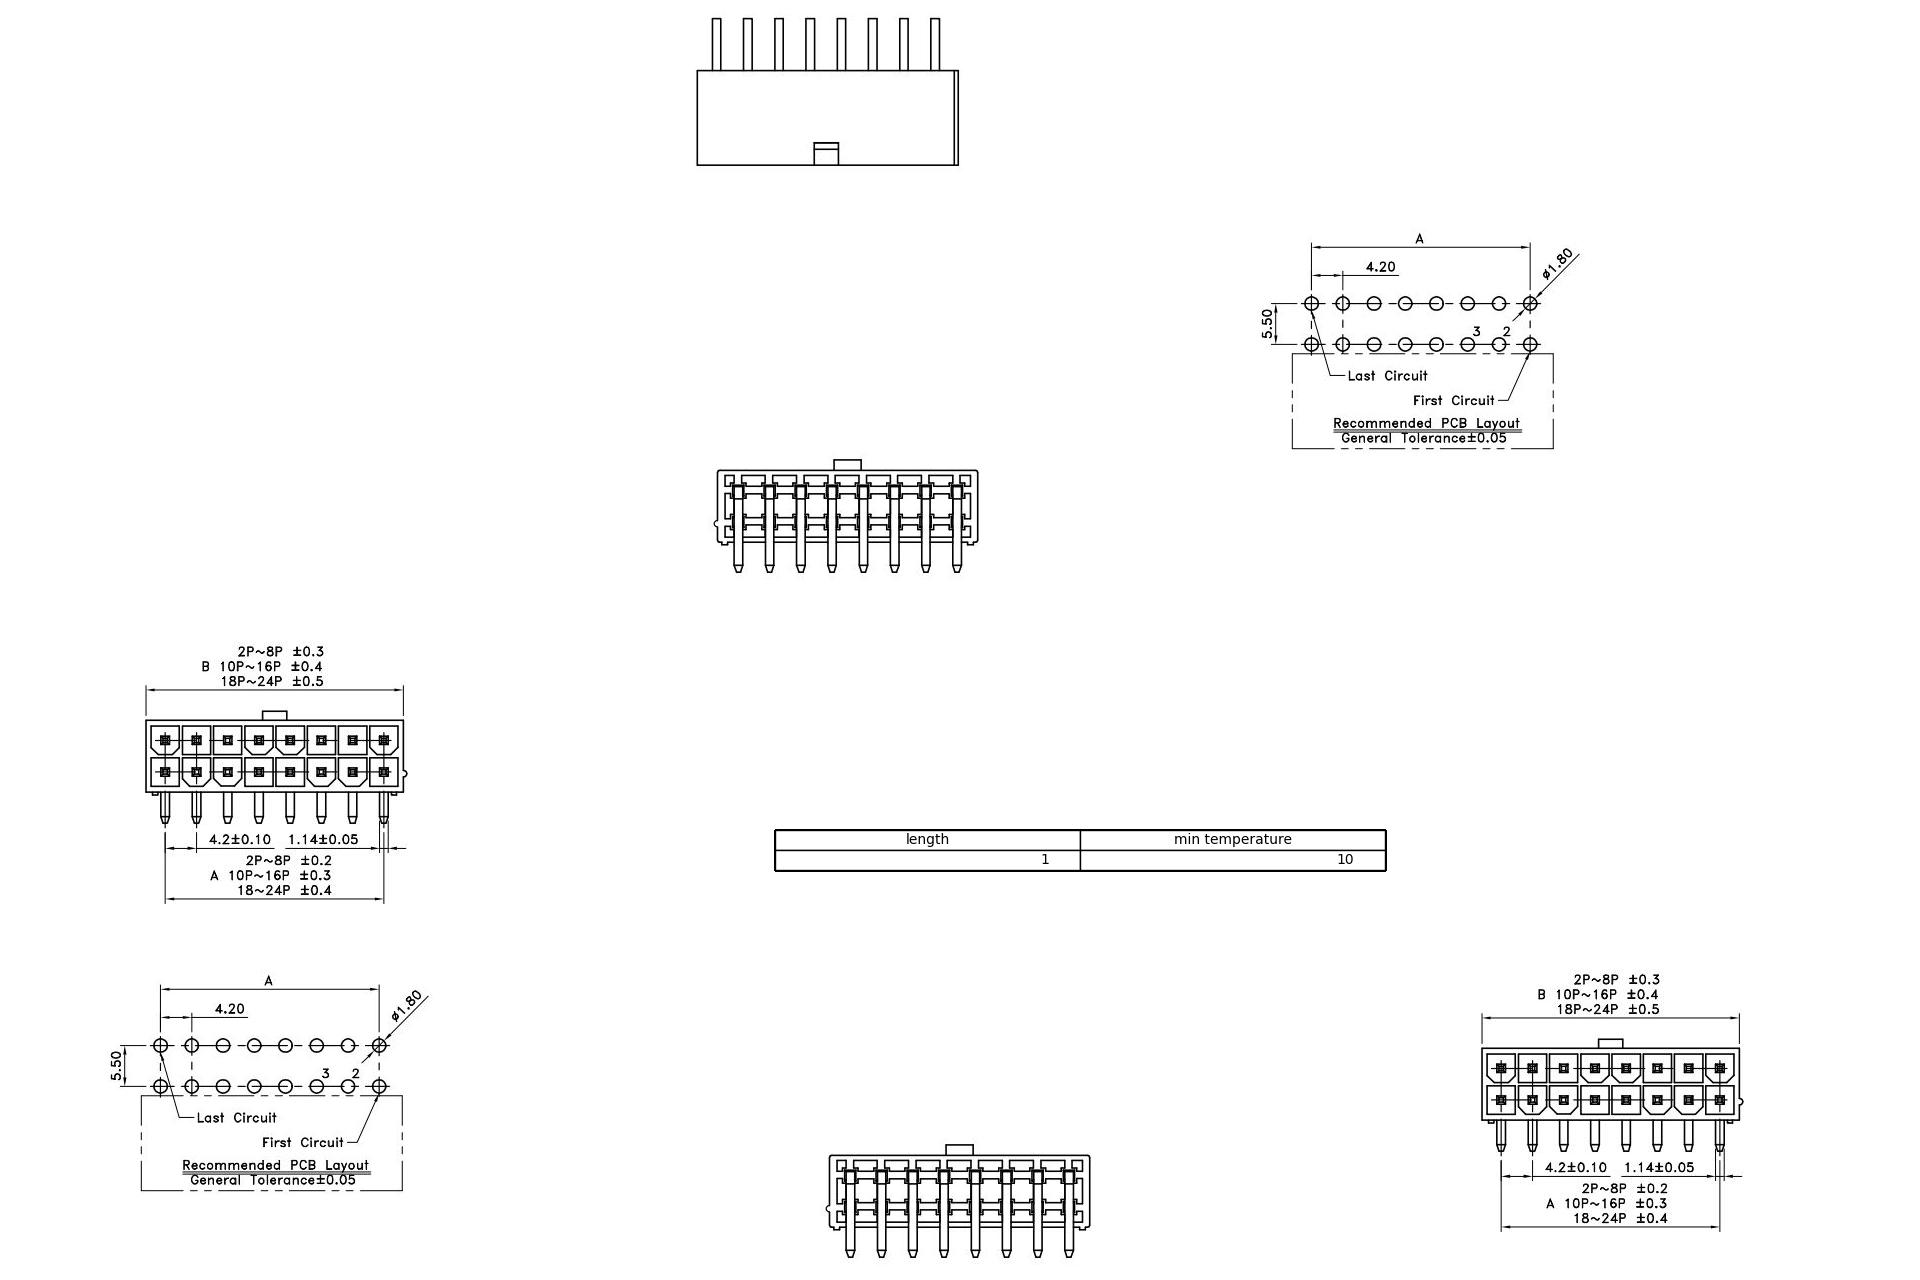 A
4.20
ø1.80
5.50
3 2
Last Circuit
First Circuit
Recommended PCB Layout
General Tolerance±0.05
2P~8P ±0.3
B 10P~16P ±0.4
18P~24P ±0.5
4.2±0.10 1.14±0.05
2P~8P ±0.2
A 10P~16P ±0.3
18~24P ±0.4
length min temperature
1 10
A
4.20
ø1.80
5.50
3 2
Last Circuit
First Circuit
Recommended PCB Layout
General Tolerance±0.05
2P~8P ±0.3
B 10P~16P ±0.4
18P~24P ±0.5
4.2±0.10 1.14±0.05
2P~8P ±0.2
A 10P~16P ±0.3
18~24P ±0.4